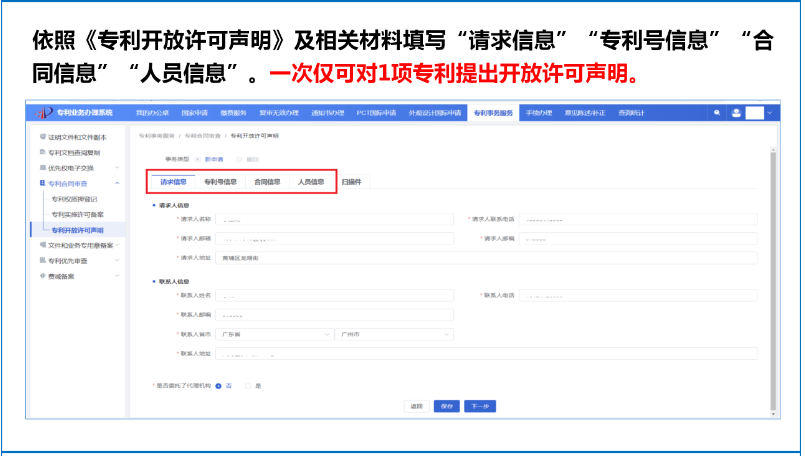 依照《专利开放许可声明》及相关材料填写“请求信息”“专利号信息”“合
同信息”“人员信息”。一次仅可对1项专利提出开放许可声明。
专利业务办理系统 我的办公桌 国家申请 缴费服务 复审无效办理 通知书办理 PCT国际申请 外观设计国际申请 专利事务服务 手续办理 意见陈述/补正 查询统计
证明文件和文件副本
专利文档查阅复制
优先权电子交换
专利合同审查
专利权质押登记
专利实施许可备案
专利开放许可声明
文件和业务专用章备案
专利优先审查
费减备案
专利事务服务 / 专利合同审查 / 专利开放许可声明
事务类型 新申请 撤回
请求信息 专利号信息 合同信息 人员信息 扫描件
请求人信息
* 请求人名称 * 请求人联系电话
* 请求人邮箱 * 请求人邮编
* 请求人地址 黄埔区龙湖街
联系人信息
* 联系人姓名 * 联系人电话
* 联系人邮编
* 联系人省市 广东省 广州市
* 联系人地址
* 是否委托了代理机构 否 是
返回 保存 下一步